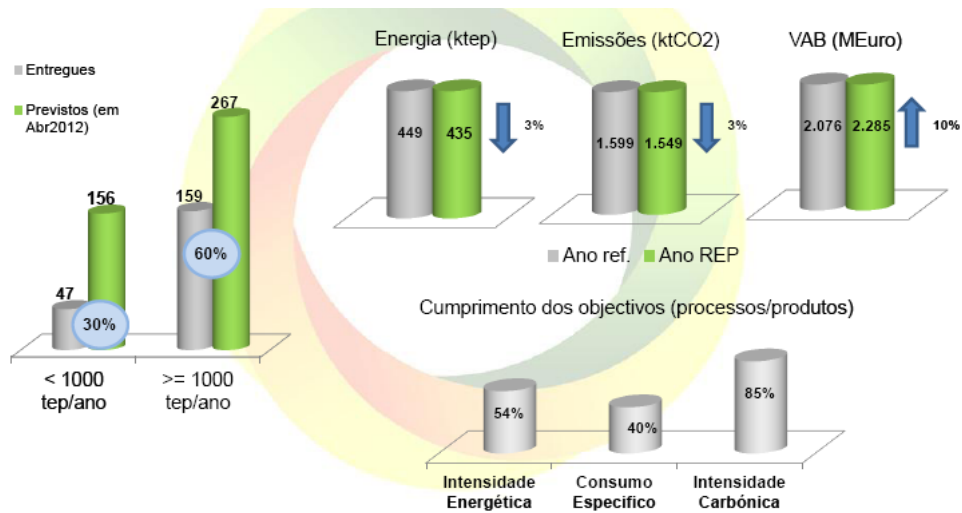 Entregues
Previstos (em
Abr2012)
47
156
30%
159
267
60%
< 1000
tep/ano
>= 1000
tep/ano
Energia (ktep)
449
435
3%
Emissões (ktCO2)
1.599
1.549
3%
VAB (MEuro)
2.076
2.285
10%
Ano ref.
Ano REP
Cumprimento dos objectivos (processos/produtos)
54%
40%
85%
Intensidade
Energética
Consumo
Especifico
Intensidade
Carbónica